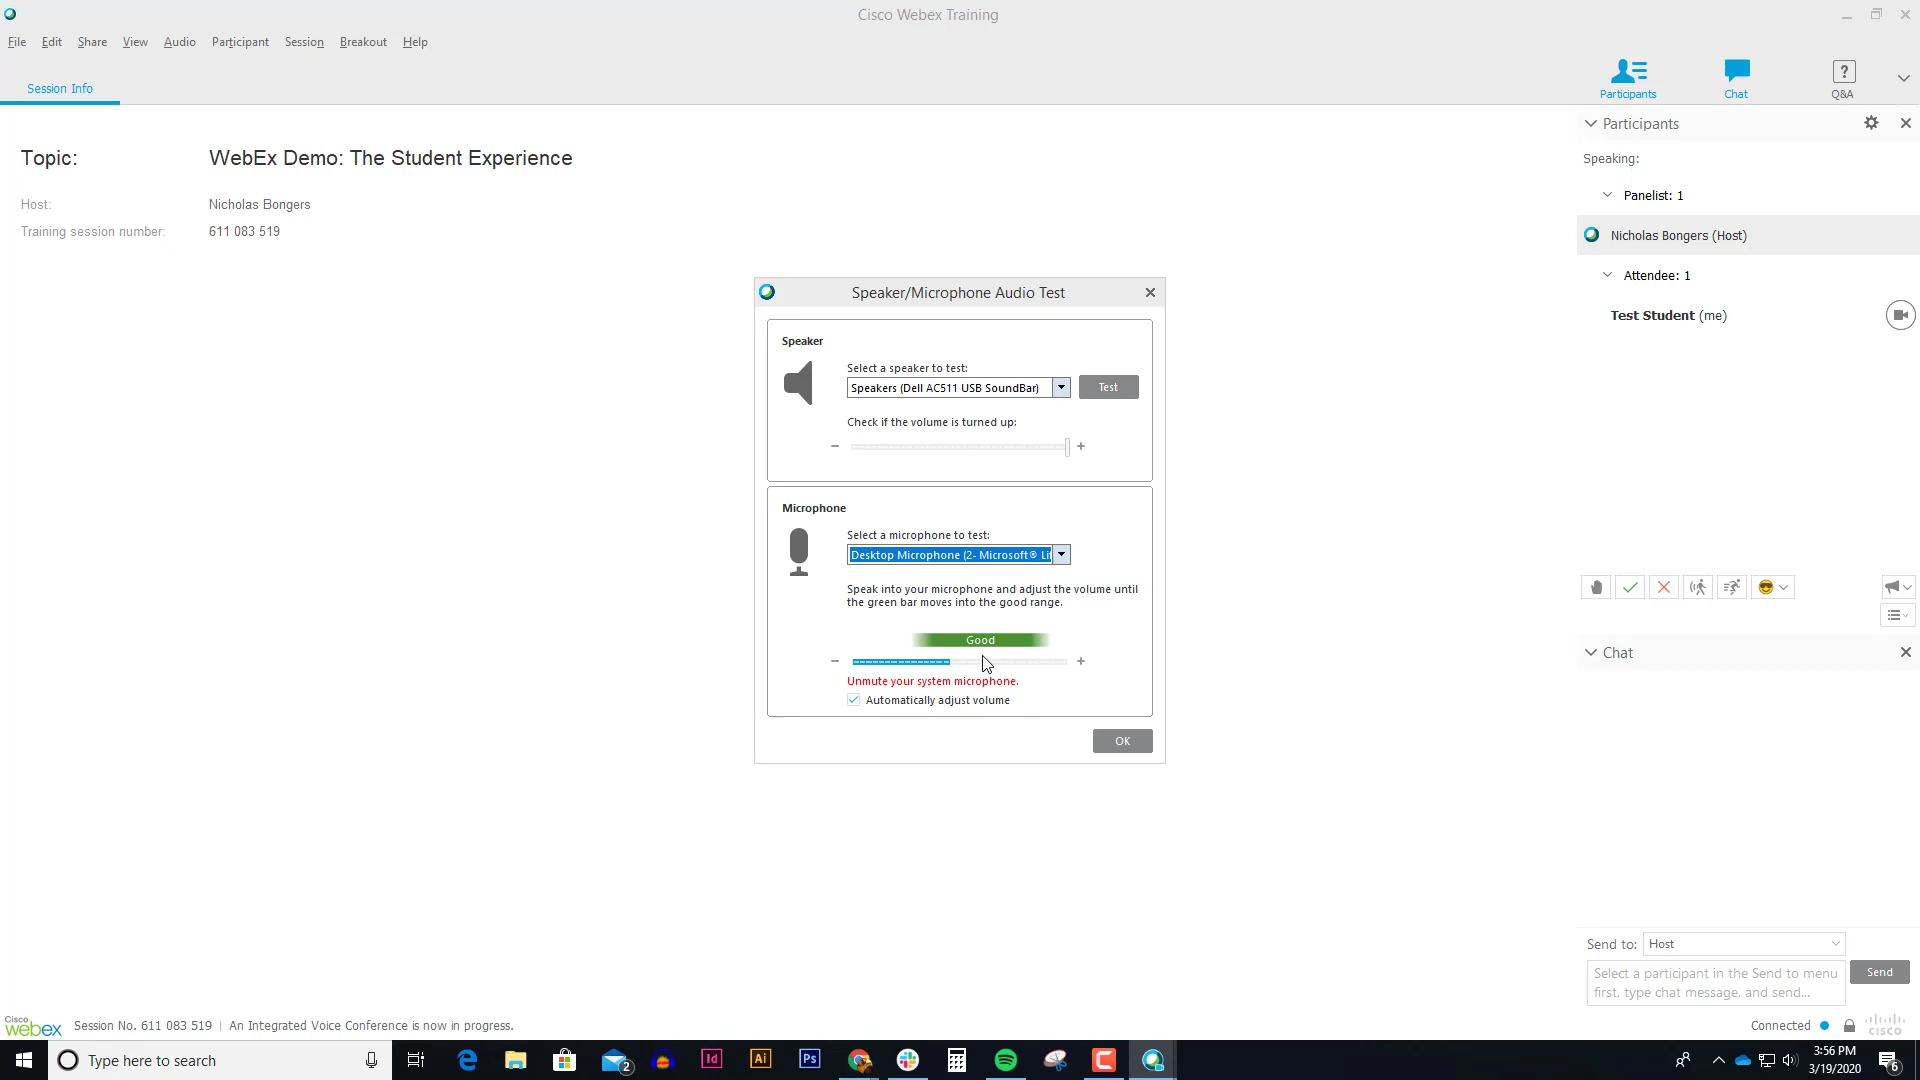 Cisco Webex Training
File Edit Share View Audio Participant Session Breakout Help
Session Info
Participants Chat Q&A
Topic: WebEx Demo: The Student Experience
Host: Nicholas Bongers
Training session number: 611 083 519
Participants
Speaking:
Panelist: 1
Nicholas Bongers (Host)
Attendee: 1
Test Student (me)
Speaker/Microphone Audio Test
Speaker
Select a speaker to test:
Speakers (Dell AC511 USB SoundBar) Test
Check if the volume is turned up:
Microphone
Select a microphone to test:
Desktop Microphone (2- Microsoft® Lif
Speak into your microphone and adjust the volume until
the green bar moves into the good range.
Good
Unmute your system microphone.
Automatically adjust volume
OK
Chat
Send to: Host
Select a participant in the Send to menu
first, type chat message, and send...
Send
Cisco webex Session No. 611 083 519 | An Integrated Voice Conference is now in progress.
Connected
cisco
Type here to search
2
Id Ai Ps
3:56 PM
3/19/2020
6